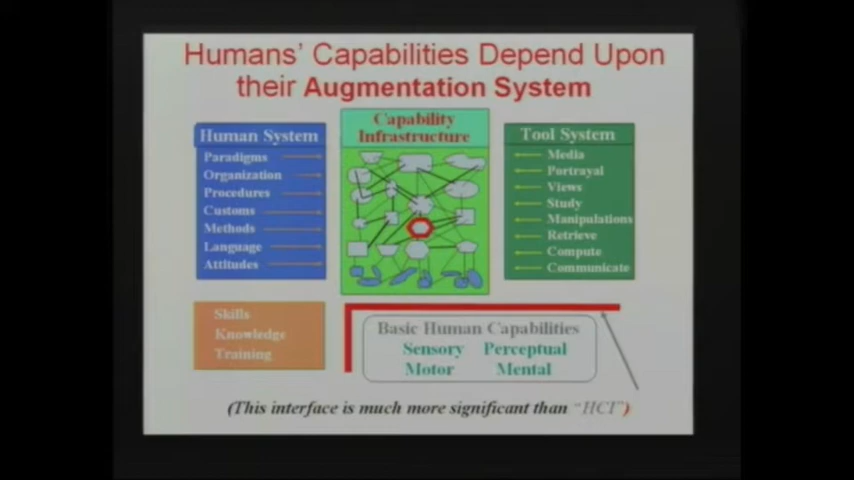 Humans' Capabilities Depend Upon
their Augmentation System
Human System
Paradigms
Organization
Procedures
Customs
Methods
Language
Attitudes
Capability
Infrastructure
Tool System
Media
Portrayal
Views
Study
Manipulations
Retrieve
Compute
Communicate
Skills
Knowledge
Training
Basic Human Capabilities
Sensory Perceptual
Motor Mental
(This interface is much more significant than "HCI")